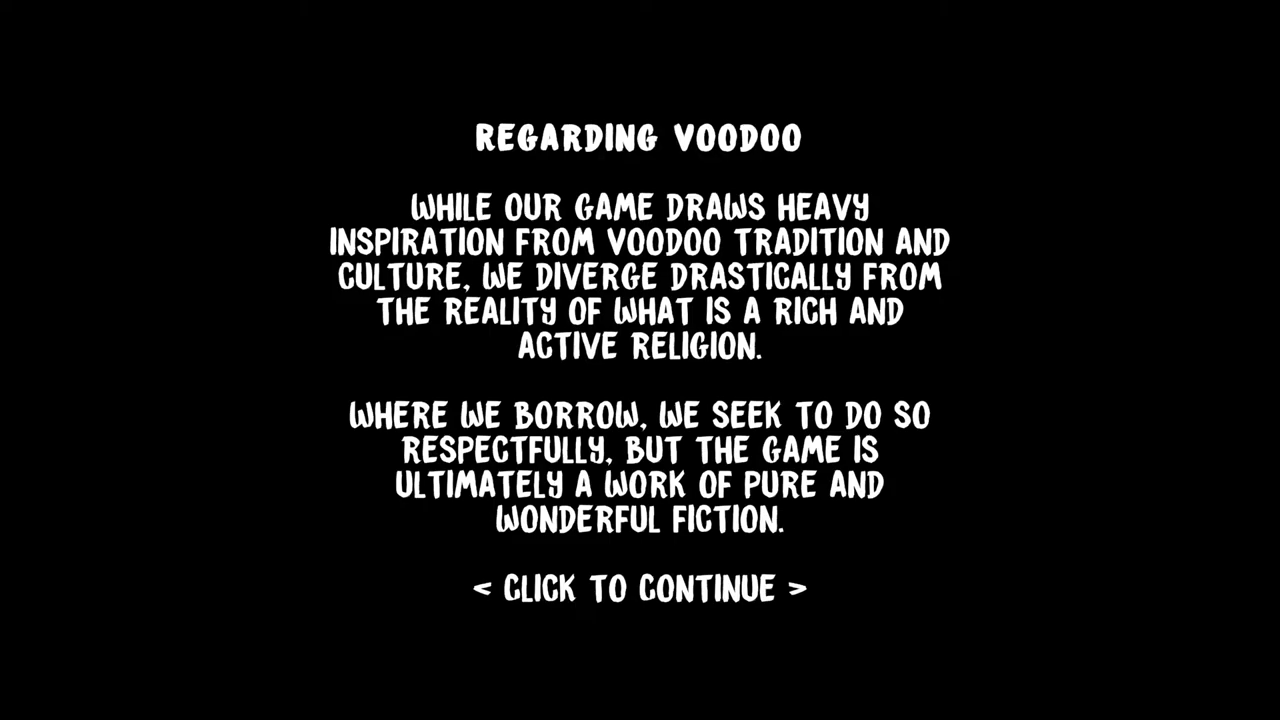 REGARDING VOODOO
WHILE OUR GAME DRAWS HEAVY
INSPIRATION FROM VOODOO TRADITION AND
CULTURE, WE DIVERGE DRASTICALLY FROM
THE REALITY OF WHAT IS A RICH AND
ACTIVE RELIGION.
WHERE WE BORROW, WE SEEK TO DO SO
RESPECTFULLY, BUT THE GAME IS
ULTIMATELY A WORK OF PURE AND
WONDERFUL FICTION.
< CLICK TO CONTINUE >